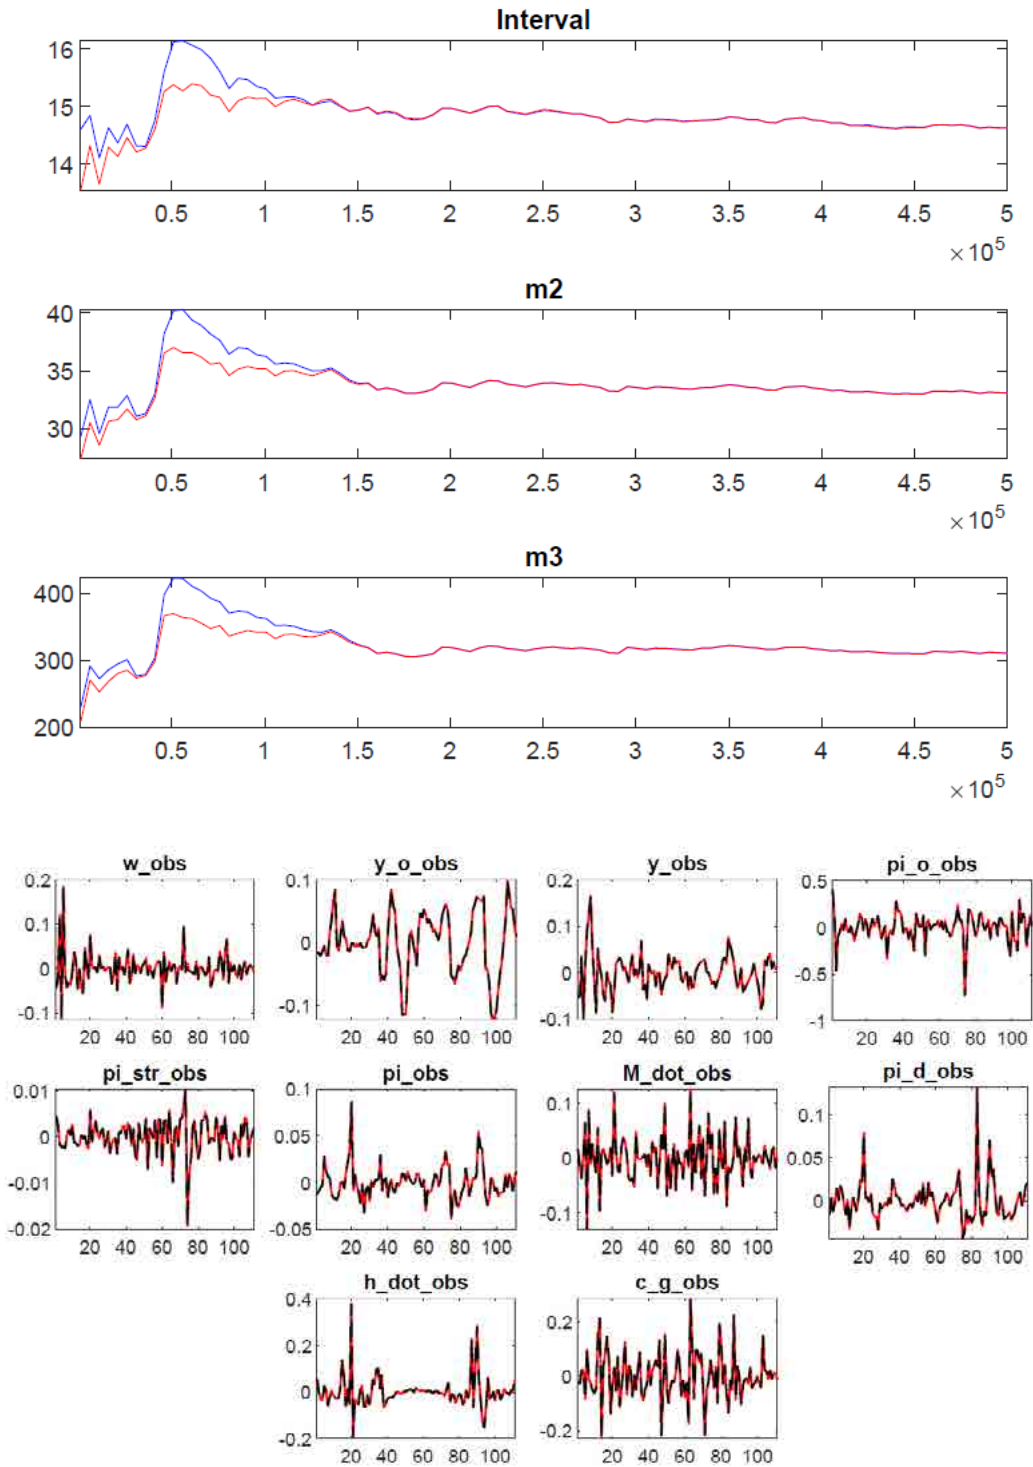 Interval
16
15
14
0.5 1 1.5 2 2.5 3 3.5 4 4.5 5
×10^5
m2
40
35
30
0.5 1 1.5 2 2.5 3 3.5 4 4.5 5
×10^5
m3
400
300
200
0.5 1 1.5 2 2.5 3 3.5 4 4.5 5
×10^5
w_obs y_o_obs y_obs pi_o_obs
0.2 0.1 0.2 0.5
0.1 0 0.1 0
0 -0.1 0 -0.5
-0.1 -0.1 -1
20 40 60 80 100 20 40 60 80 100 20 40 60 80 100 20 40 60 80 100
pi_str_obs pi_obs M_dot_obs pi_d_obs
0.01 0.1 0.1 0.1
0 0.05 0 0.05
-0.01 0 -0.1 0
-0.02 -0.05
20 40 60 80 100 20 40 60 80 100 20 40 60 80 100 20 40 60 80 100
h_dot_obs c_g_obs
0.4 0.2
0.2 0
0 -0.2
-0.2
20 40 60 80 100 20 40 60 80 100